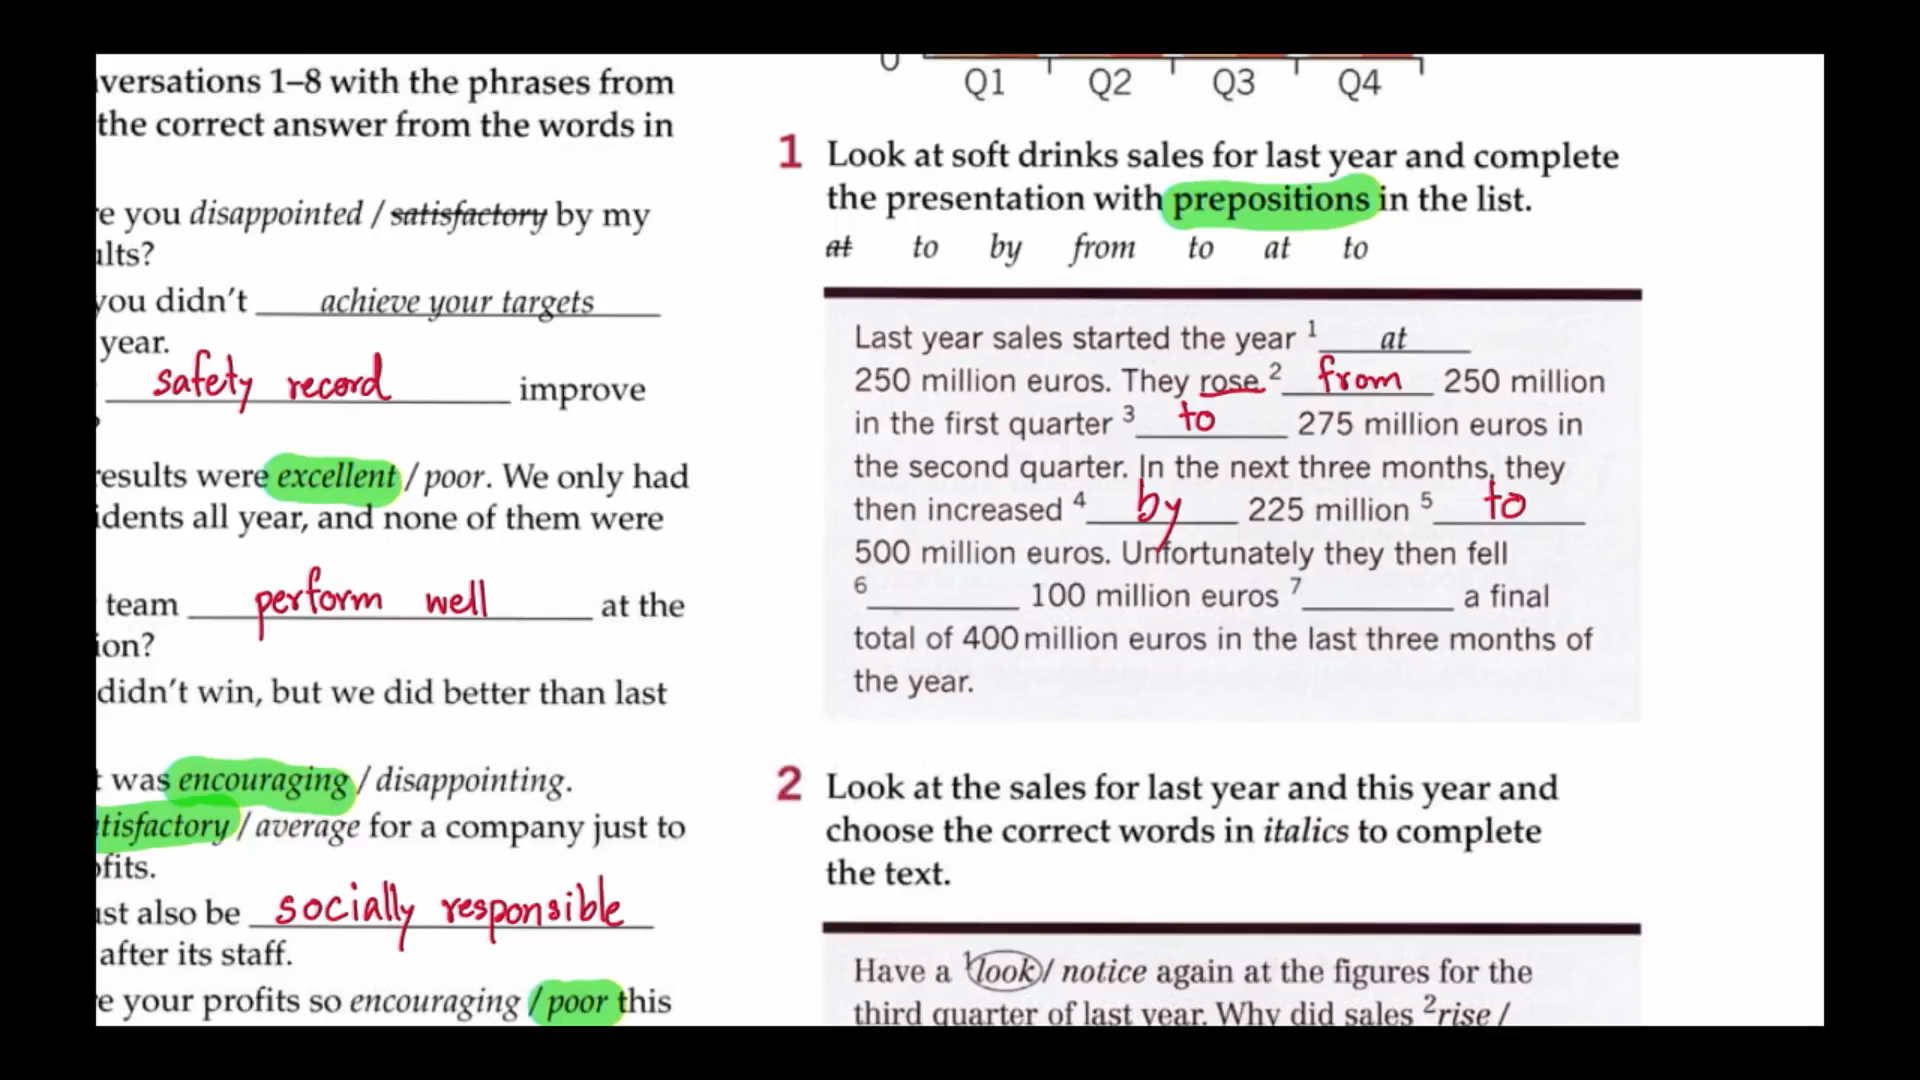 versations 1–8 with the phrases from
the correct answer from the words in
e you disappointed / satisfactory by my
ults?
you didn't achieve your targets
year.
safety record improve
results were excellent / poor. We only had
idents all year, and none of them were
team perform well at the
ion?
didn't win, but we did better than last
t was encouraging / disappointing.
tisfactory / average for a company just to
ofits.
ust also be socially responsible
after its staff.
e your profits so encouraging / poor this
0
Q1 Q2 Q3 Q4
1 Look at soft drinks sales for last year and complete
the presentation with prepositions in the list.
at to by from to at to
Last year sales started the year 1 at
250 million euros. They rose 2 from 250 million
in the first quarter 3 to 275 million euros in
the second quarter. In the next three months, they
then increased 4 by 225 million 5 to
500 million euros. Unfortunately they then fell
6 100 million euros 7 a final
total of 400 million euros in the last three months of
the year.
2 Look at the sales for last year and this year and
choose the correct words in italics to complete
the text.
Have a 1 look / notice again at the figures for the
third quarter of last year. Why did sales 2 rise /